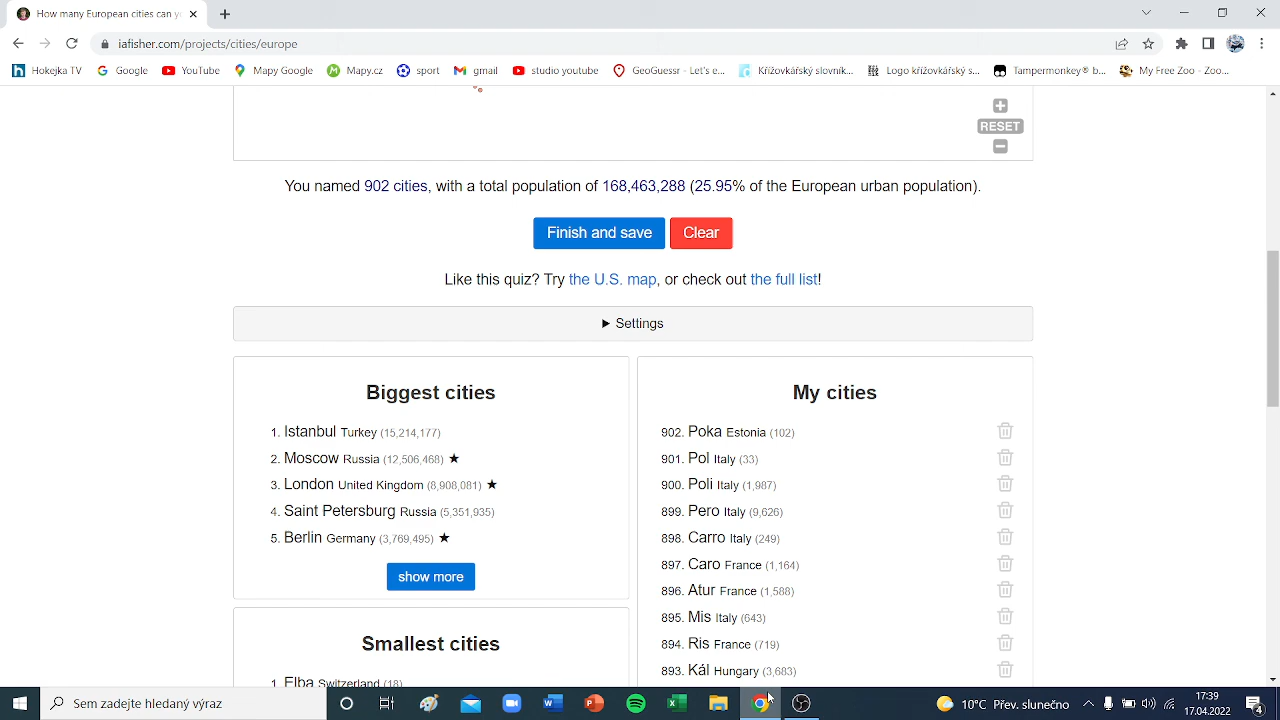 How many European cities can y
iafisher.com/projects/cities/europe
Hokejka TV Google YouTube Mapy Google Mapy.cz sport gmail studio youtube GeoGuessr - Let's e... Křížovkářský slovník... Logo křížovkářský s... Tampermonkey® b... My Free Zoo - Zoo...
RESET
You named 902 cities, with a total population of 168,463,288 (25.95% of the European urban population).
Finish and save Clear
Like this quiz? Try the U.S. map, or check out the full list!
▶ Settings
Biggest cities
1. Istanbul Turkey (15,214,177)
2. Moscow Russia (12,506,468) ★
3. London United Kingdom (8,908,081) ★
4. Saint Petersburg Russia (5,351,935)
5. Berlin Germany (3,769,495) ★
show more
Smallest cities
1. Elba Switzerland (18)
My cities
902. Poka Estonia (102)
901. Pol Italy (33)
900. Poli Italy (1,987)
899. Pero Italy (9,626)
898. Carro Italy (249)
897. Caro France (1,164)
896. Atur France (1,588)
895. Mis Italy (643)
894. Ris France (719)
893. Kál Hungary (3,683)
Sem zadejte hledaný výraz
10°C Přev. slunečno
17:39
17.04.2022